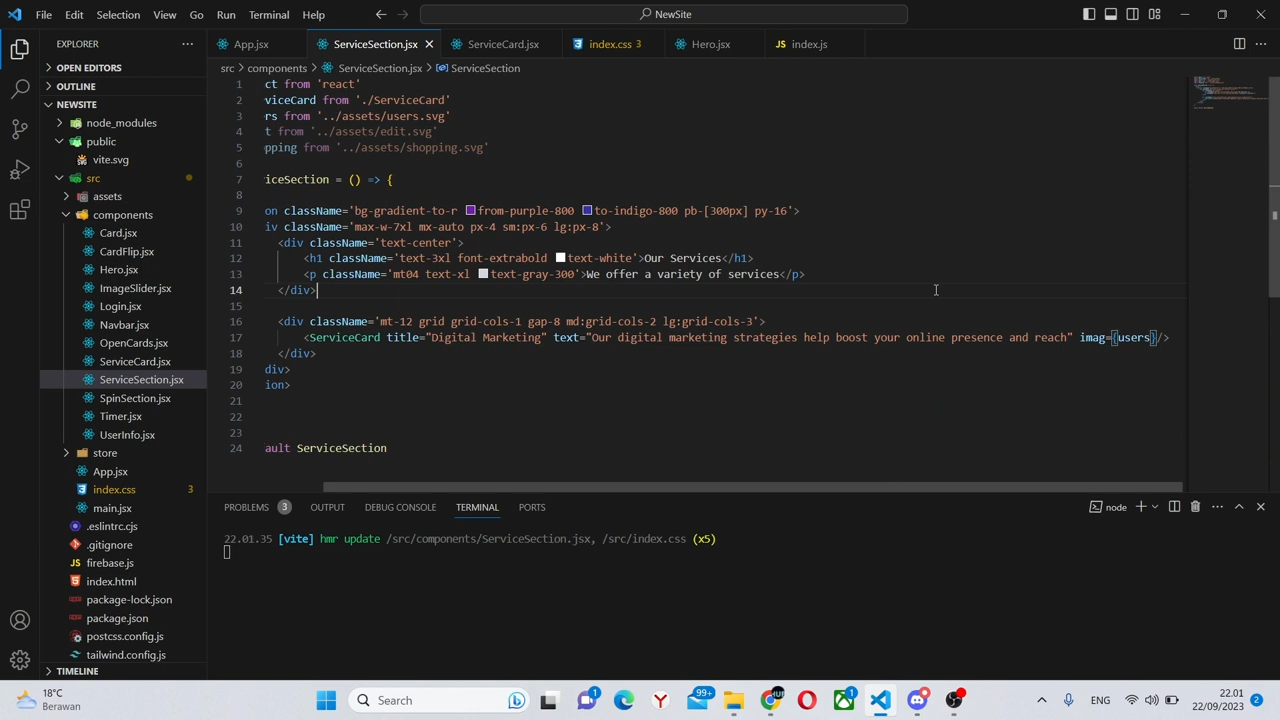 File Edit Selection View Go Run Terminal Help
NewSite
EXPLORER
OPEN EDITORS
OUTLINE
NEWSITE
node_modules
public
vite.svg
src
assets
components
Card.jsx
CardFlip.jsx
Hero.jsx
ImageSlider.jsx
Login.jsx
Navbar.jsx
OpenCards.jsx
ServiceCard.jsx
ServiceSection.jsx
SpinSection.jsx
Timer.jsx
UserInfo.jsx
store
App.jsx
index.css 3
main.jsx
.eslintrc.cjs
.gitignore
JS firebase.js
index.html
package-lock.json
package.json
postcss.config.js
tailwind.config.js
TIMELINE
App.jsx ServiceSection.jsx ServiceCard.jsx index.css 3 Hero.jsx JS index.js
src > components > ServiceSection.jsx > ServiceSection
1 ct from 'react'
2 rviceCard from './ServiceCard'
3 rs from '../assets/users.svg'
4 t from '../assets/edit.svg'
5 pping from '../assets/shopping.svg'
6
7 iceSection = () => {
8
9 on className='bg-gradient-to-r from-purple-800 to-indigo-800 pb-[300px] py-16'>
10 iv className='max-w-7xl mx-auto px-4 sm:px-6 lg:px-8'>
11 <div className='text-center'>
12 <h1 className='text-3xl font-extrabold text-white'>Our Services</h1>
13 <p className='mt04 text-xl text-gray-300'>We offer a variety of services</p>
14 </div>
15
16 <div className='mt-12 grid grid-cols-1 gap-8 md:grid-cols-2 lg:grid-cols-3'>
17 <ServiceCard title="Digital Marketing" text="Our digital marketing strategies help boost your online presence and reach" imag={users}/>
18 </div>
19 div>
20 ion>
21
22
23
24 ault ServiceSection
PROBLEMS 3 OUTPUT DEBUG CONSOLE TERMINAL PORTS
node
22.01.35 [vite] hmr update /src/components/ServiceSection.jsx, /src/index.css (x5)
18°C
Berawan
Search
1
99+
1
ENG
22.01
22/09/2023
2